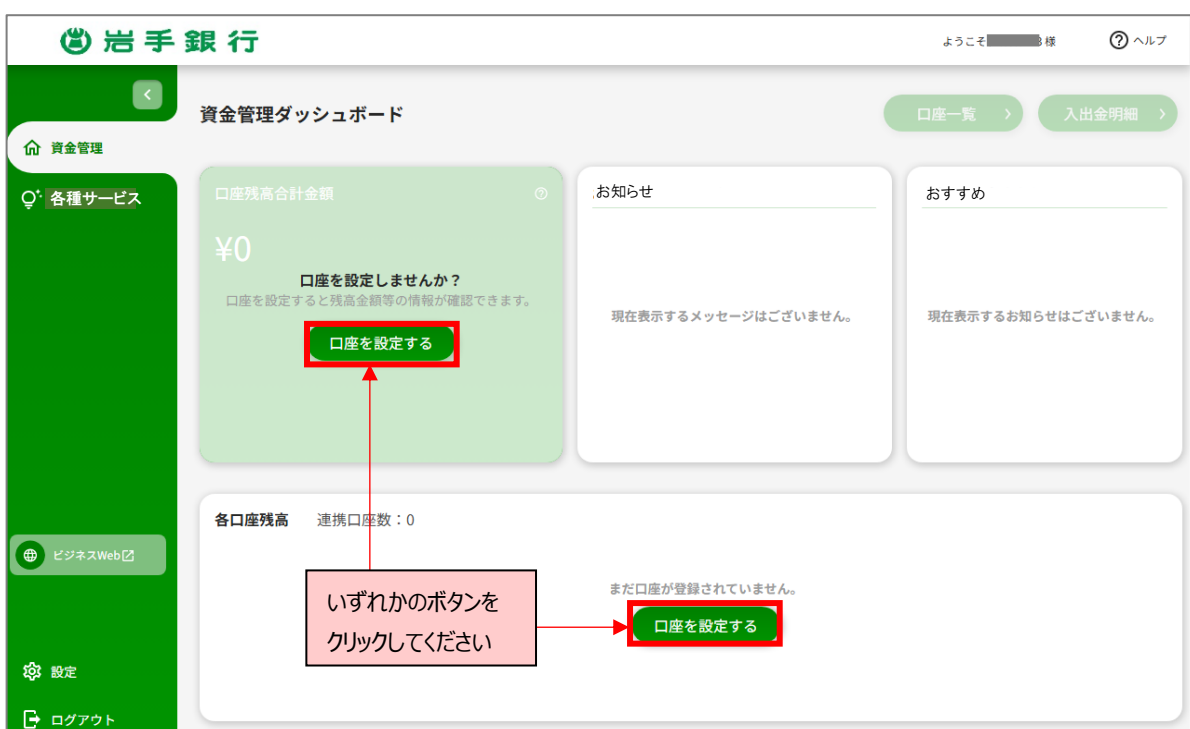 岩手銀行
ようこそ 様
ヘルプ
資金管理ダッシュボード
口座一覧
入出金明細
資金管理
各種サービス
口座残高合計金額
¥0
口座を設定しませんか？
口座を設定すると残高金額等の情報が確認できます。
口座を設定する
お知らせ
現在表示するメッセージはございません。
おすすめ
現在表示するお知らせはございません。
各口座残高 連携口座数：0
まだ口座が登録されていません。
口座を設定する
いずれかのボタンを
クリックしてください
ビジネスWeb
設定
ログアウト